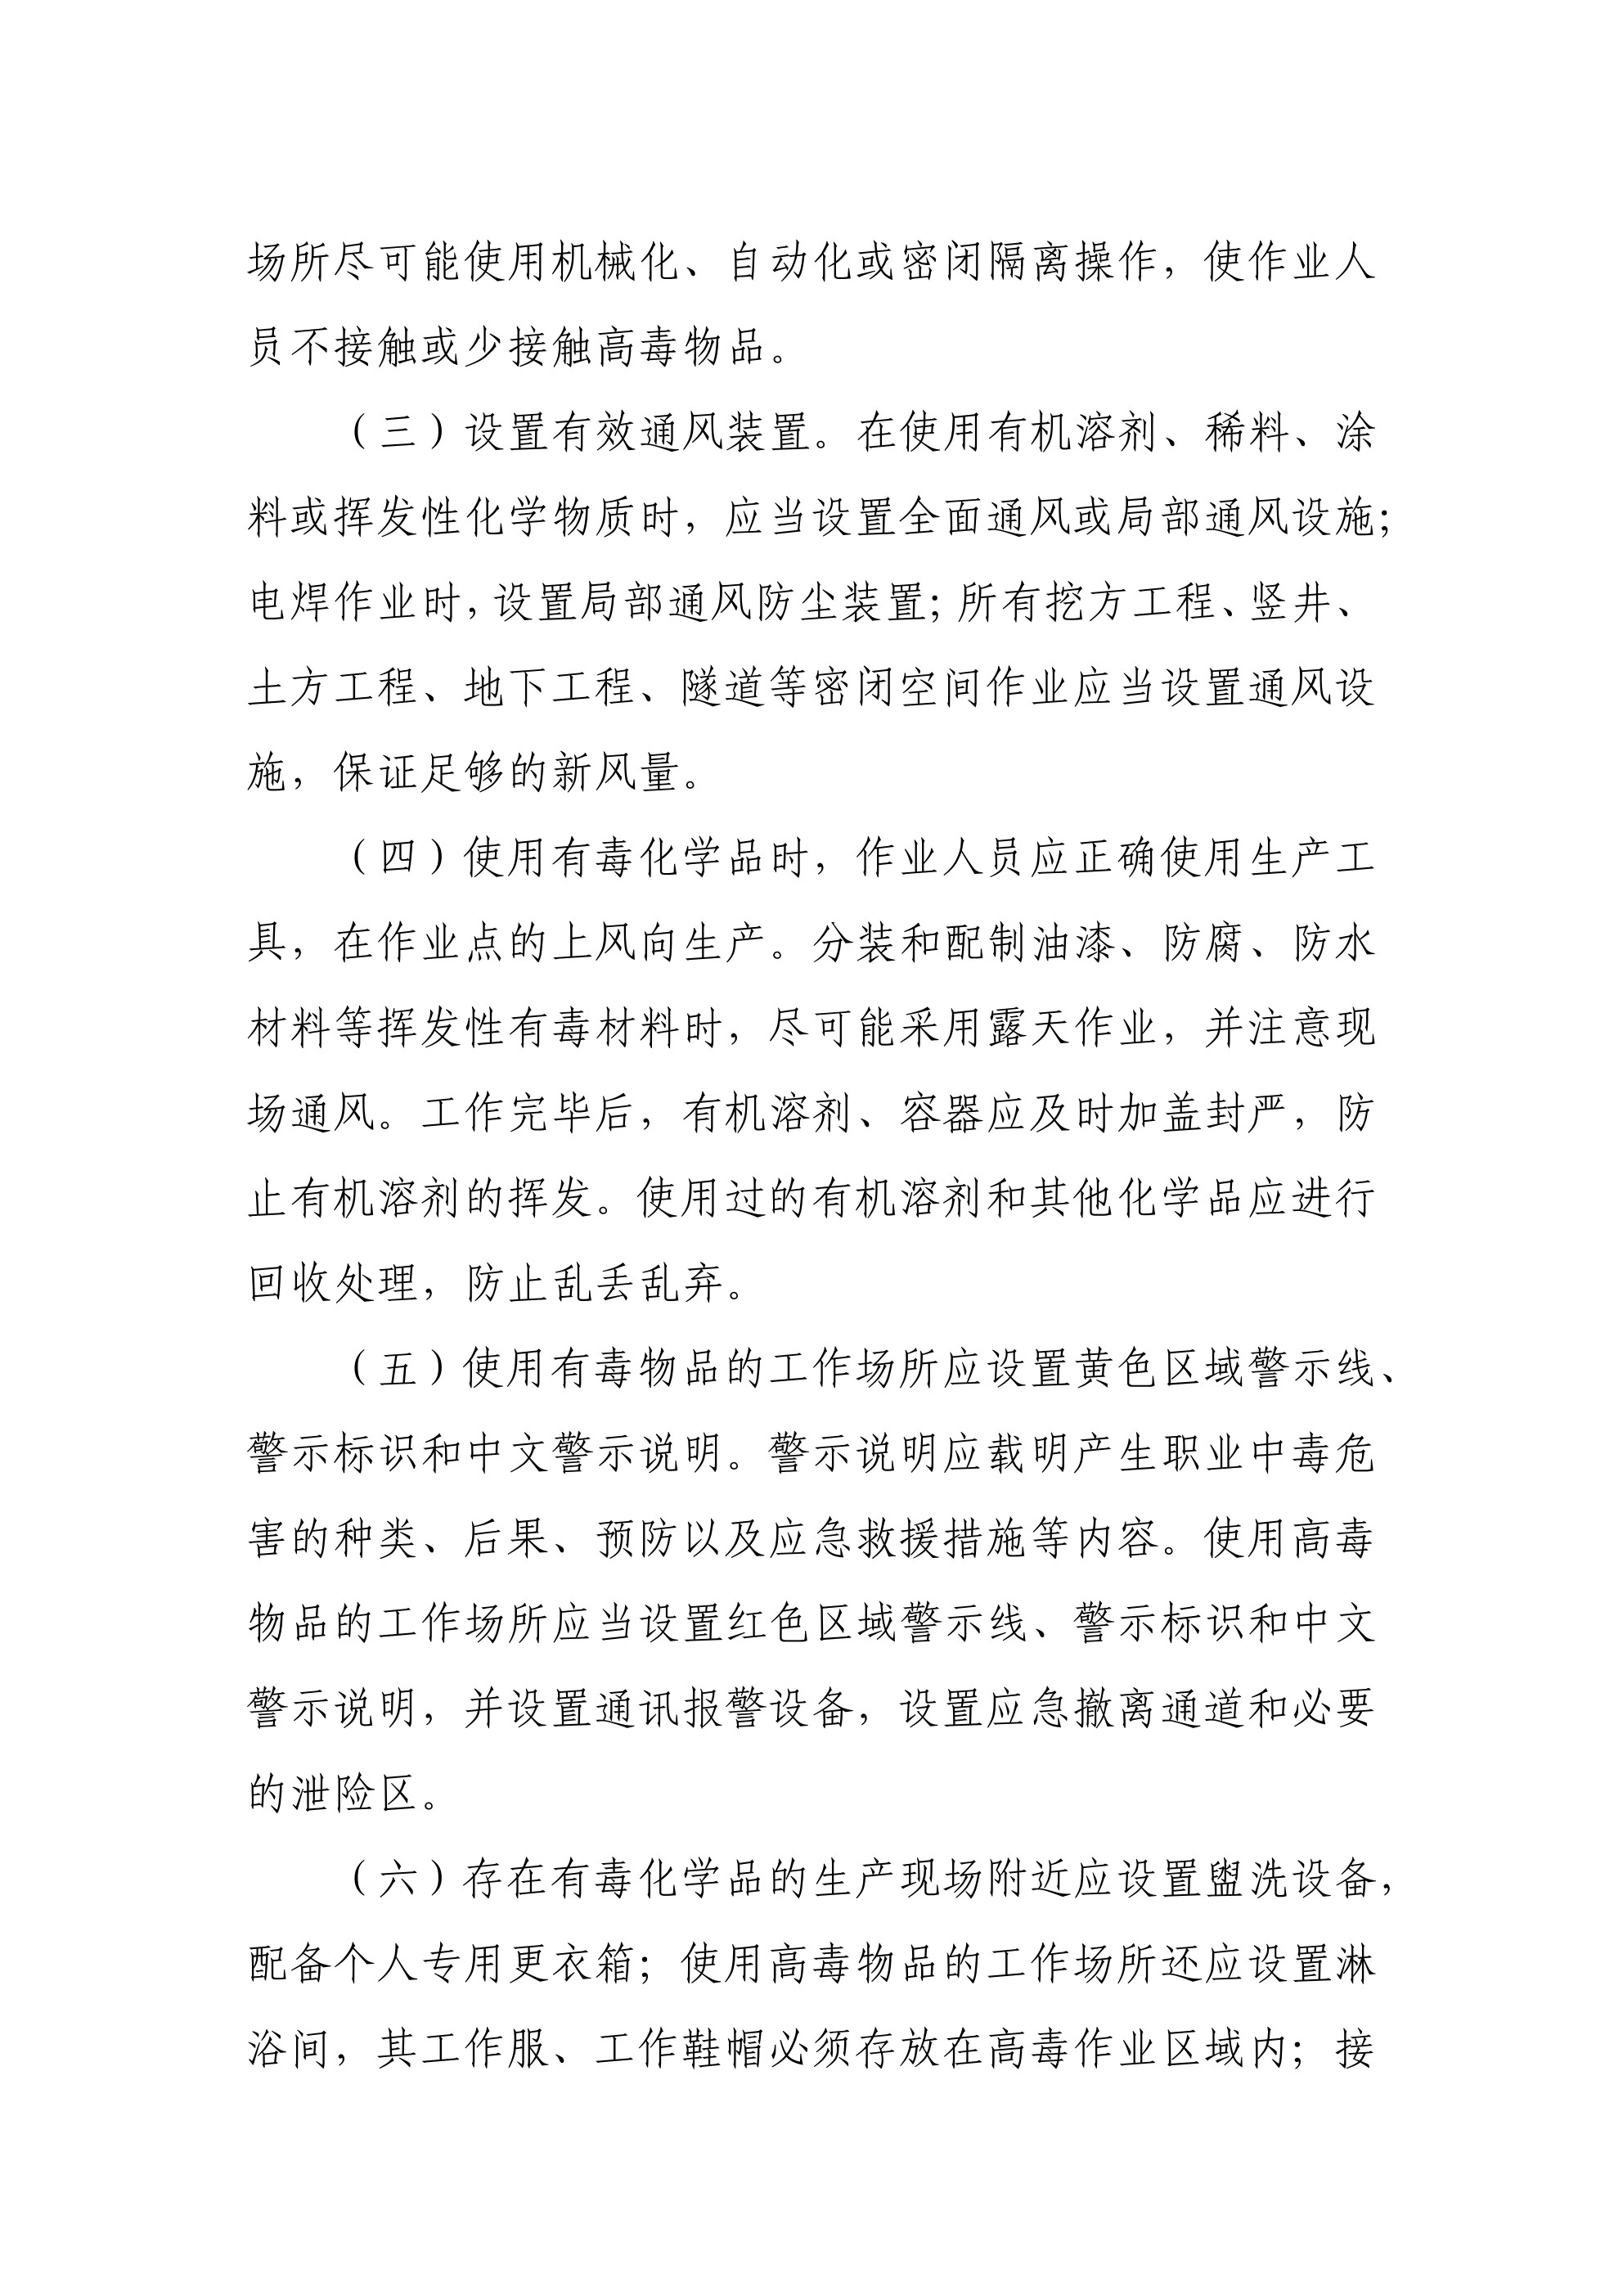 场所尽可能使用机械化、自动化或密闭隔离操作，使作业人
员不接触或少接触高毒物品。
（三）设置有效通风装置。在使用有机溶剂、稀料、涂
料或挥发性化学物质时，应当设置全面通风或局部通风设施；
电焊作业时，设置局部通风防尘装置；所有挖方工程、竖井、
土方工程、地下工程、隧道等密闭空间作业应当设置通风设
施，保证足够的新风量。
（四）使用有毒化学品时，作业人员应正确使用生产工
具，在作业点的上风向生产。分装和配制油漆、防腐、防水
材料等挥发性有毒材料时，尽可能采用露天作业，并注意现
场通风。工作完毕后，有机溶剂、容器应及时加盖封严，防
止有机溶剂的挥发。使用过的有机溶剂和其他化学品应进行
回收处理，防止乱丢乱弃。
（五）使用有毒物品的工作场所应设置黄色区域警示线、
警示标识和中文警示说明。警示说明应载明产生职业中毒危
害的种类、后果、预防以及应急救援措施等内容。使用高毒
物品的工作场所应当设置红色区域警示线、警示标识和中文
警示说明，并设置通讯报警设备，设置应急撤离通道和必要
的泄险区。
（六）存在有毒化学品的生产现场附近应设置盥洗设备，
配备个人专用更衣箱；使用高毒物品的工作场所还应设置淋
浴间，其工作服、工作鞋帽必须存放在高毒作业区域内；接